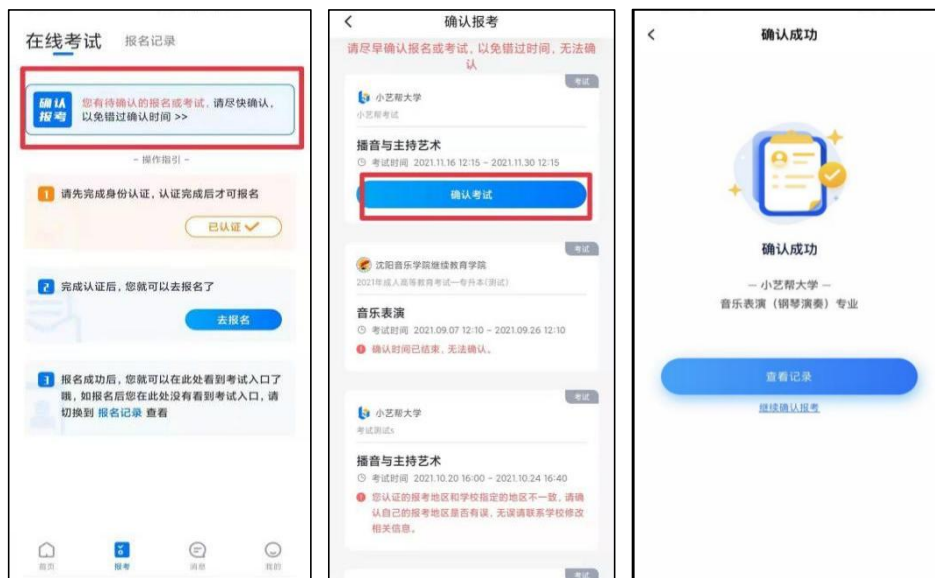 在线考试 报名记录
确认
报考
您有待确认的报名或考试，请尽快确认，
以免错过确认时间 >>
- 操作指引 -
1 请先完成身份认证，认证完成后才可报名
已认证
2 完成认证后，您就可以去报名了
去报名
3 报名成功后，您就可以在此处看到考试入口了
哦，如报名后您在此处没有看到考试入口，请
切换到 报名记录 查看
首页 报考 消息 我的
确认报考
请尽早确认报名或考试，以免错过时间，无法确
认
考试
小艺帮大学
小艺帮考试
播音与主持艺术
考试时间 2021.11.16 12:15 - 2021.11.30 12:15
确认考试
考试
沈阳音乐学院继续教育学院
2021年成人高等教育考试—专升本(测试)
音乐表演
考试时间 2021.09.07 12:10 - 2021.09.26 12:10
确认时间已结束，无法确认。
考试
小艺帮大学
考试测试s
播音与主持艺术
考试时间 2021.10.20 16:00 - 2021.10.24 16:40
您认证的报考地区和学校指定的地区不一致，请确
认自己的报考地区是否有误，无误请联系学校修改
相关信息。
考试
确认成功
确认成功
— 小艺帮大学 —
音乐表演（钢琴演奏）专业
查看记录
继续确认报考